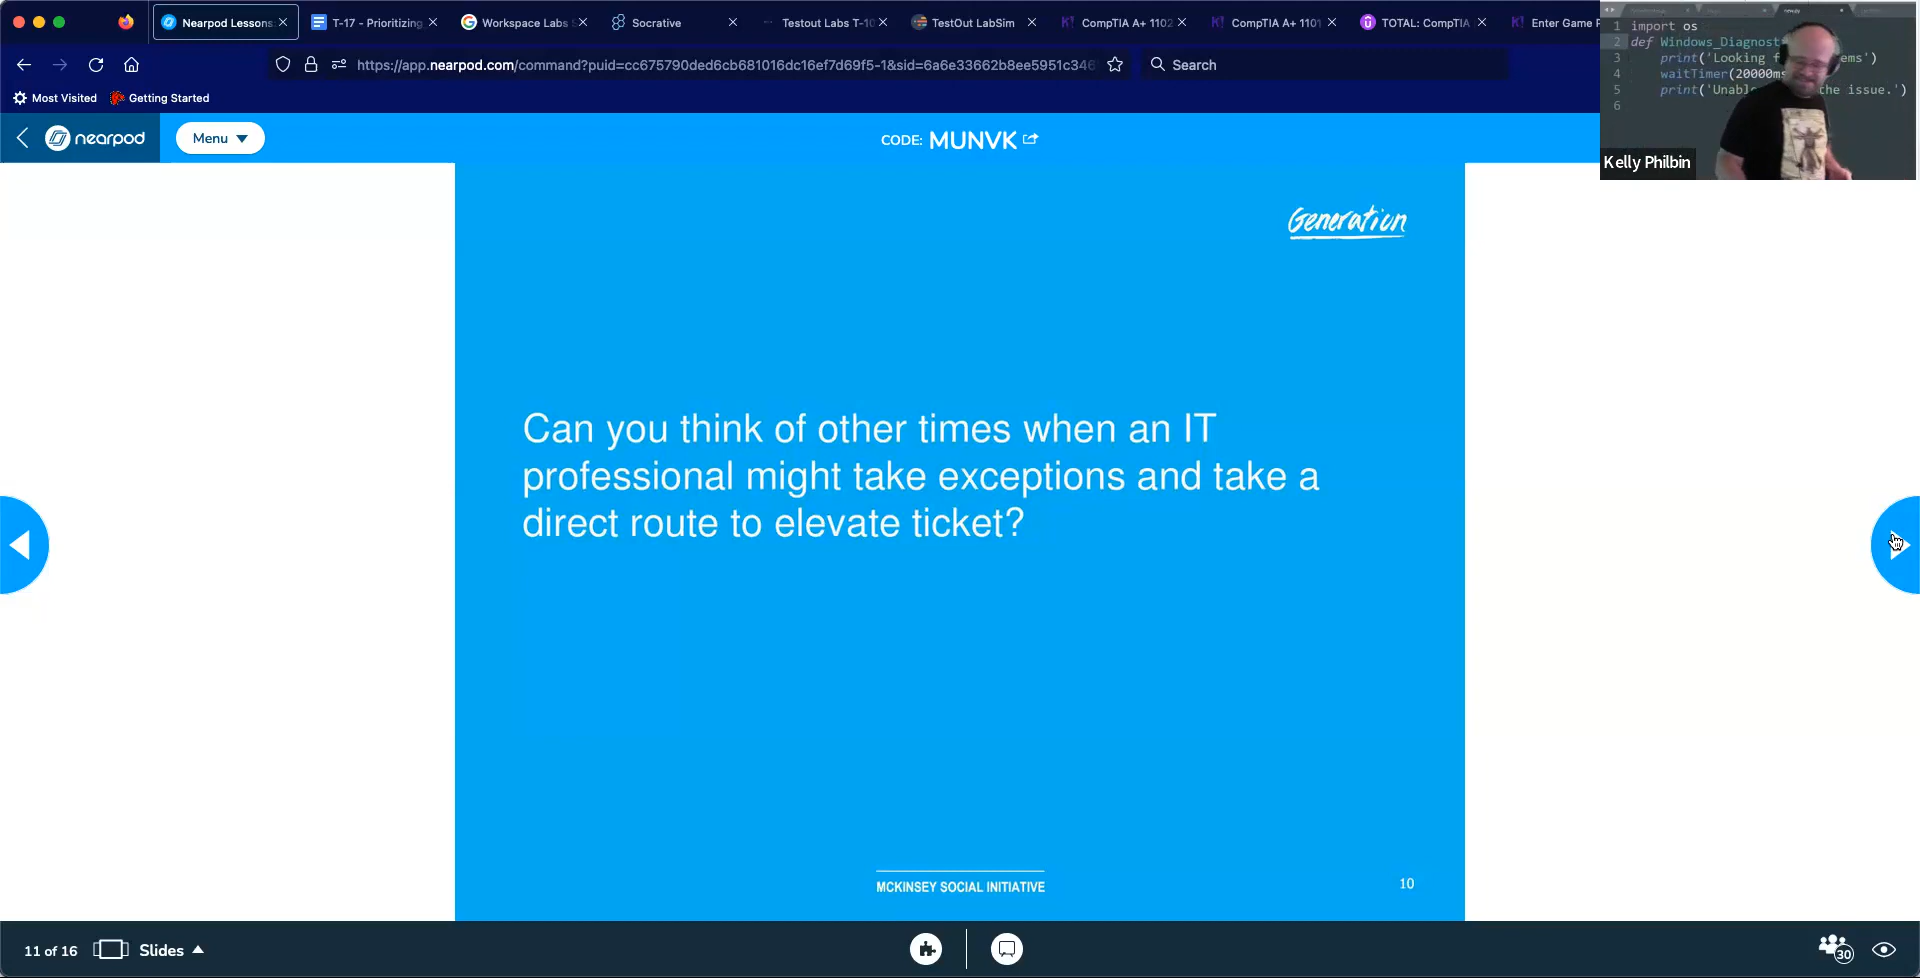 Nearpod Lessons
T-17 - Prioritizing
Workspace Labs
Socrative
Testout Labs T-10
TestOut LabSim
CompTIA A+ 1102
CompTIA A+ 1101
TOTAL: CompTIA
Enter Game
https://app.nearpod.com/command?puid=cc675790ded6cb681016dc16ef7d69f5-1&sid=6a6e33662b8ee5951c346
Search
Most Visited
Getting Started
nearpod
Menu
CODE: MUNVK
1 import os
2 def Windows_Diagnost
3 print('Looking f ems')
4 waitTimer(20000ms
5 print('Unabl the issue.')
6
Kelly Philbin
Generation
Can you think of other times when an IT
professional might take exceptions and take a
direct route to elevate ticket?
MCKINSEY SOCIAL INITIATIVE
10
11 of 16
Slides
30